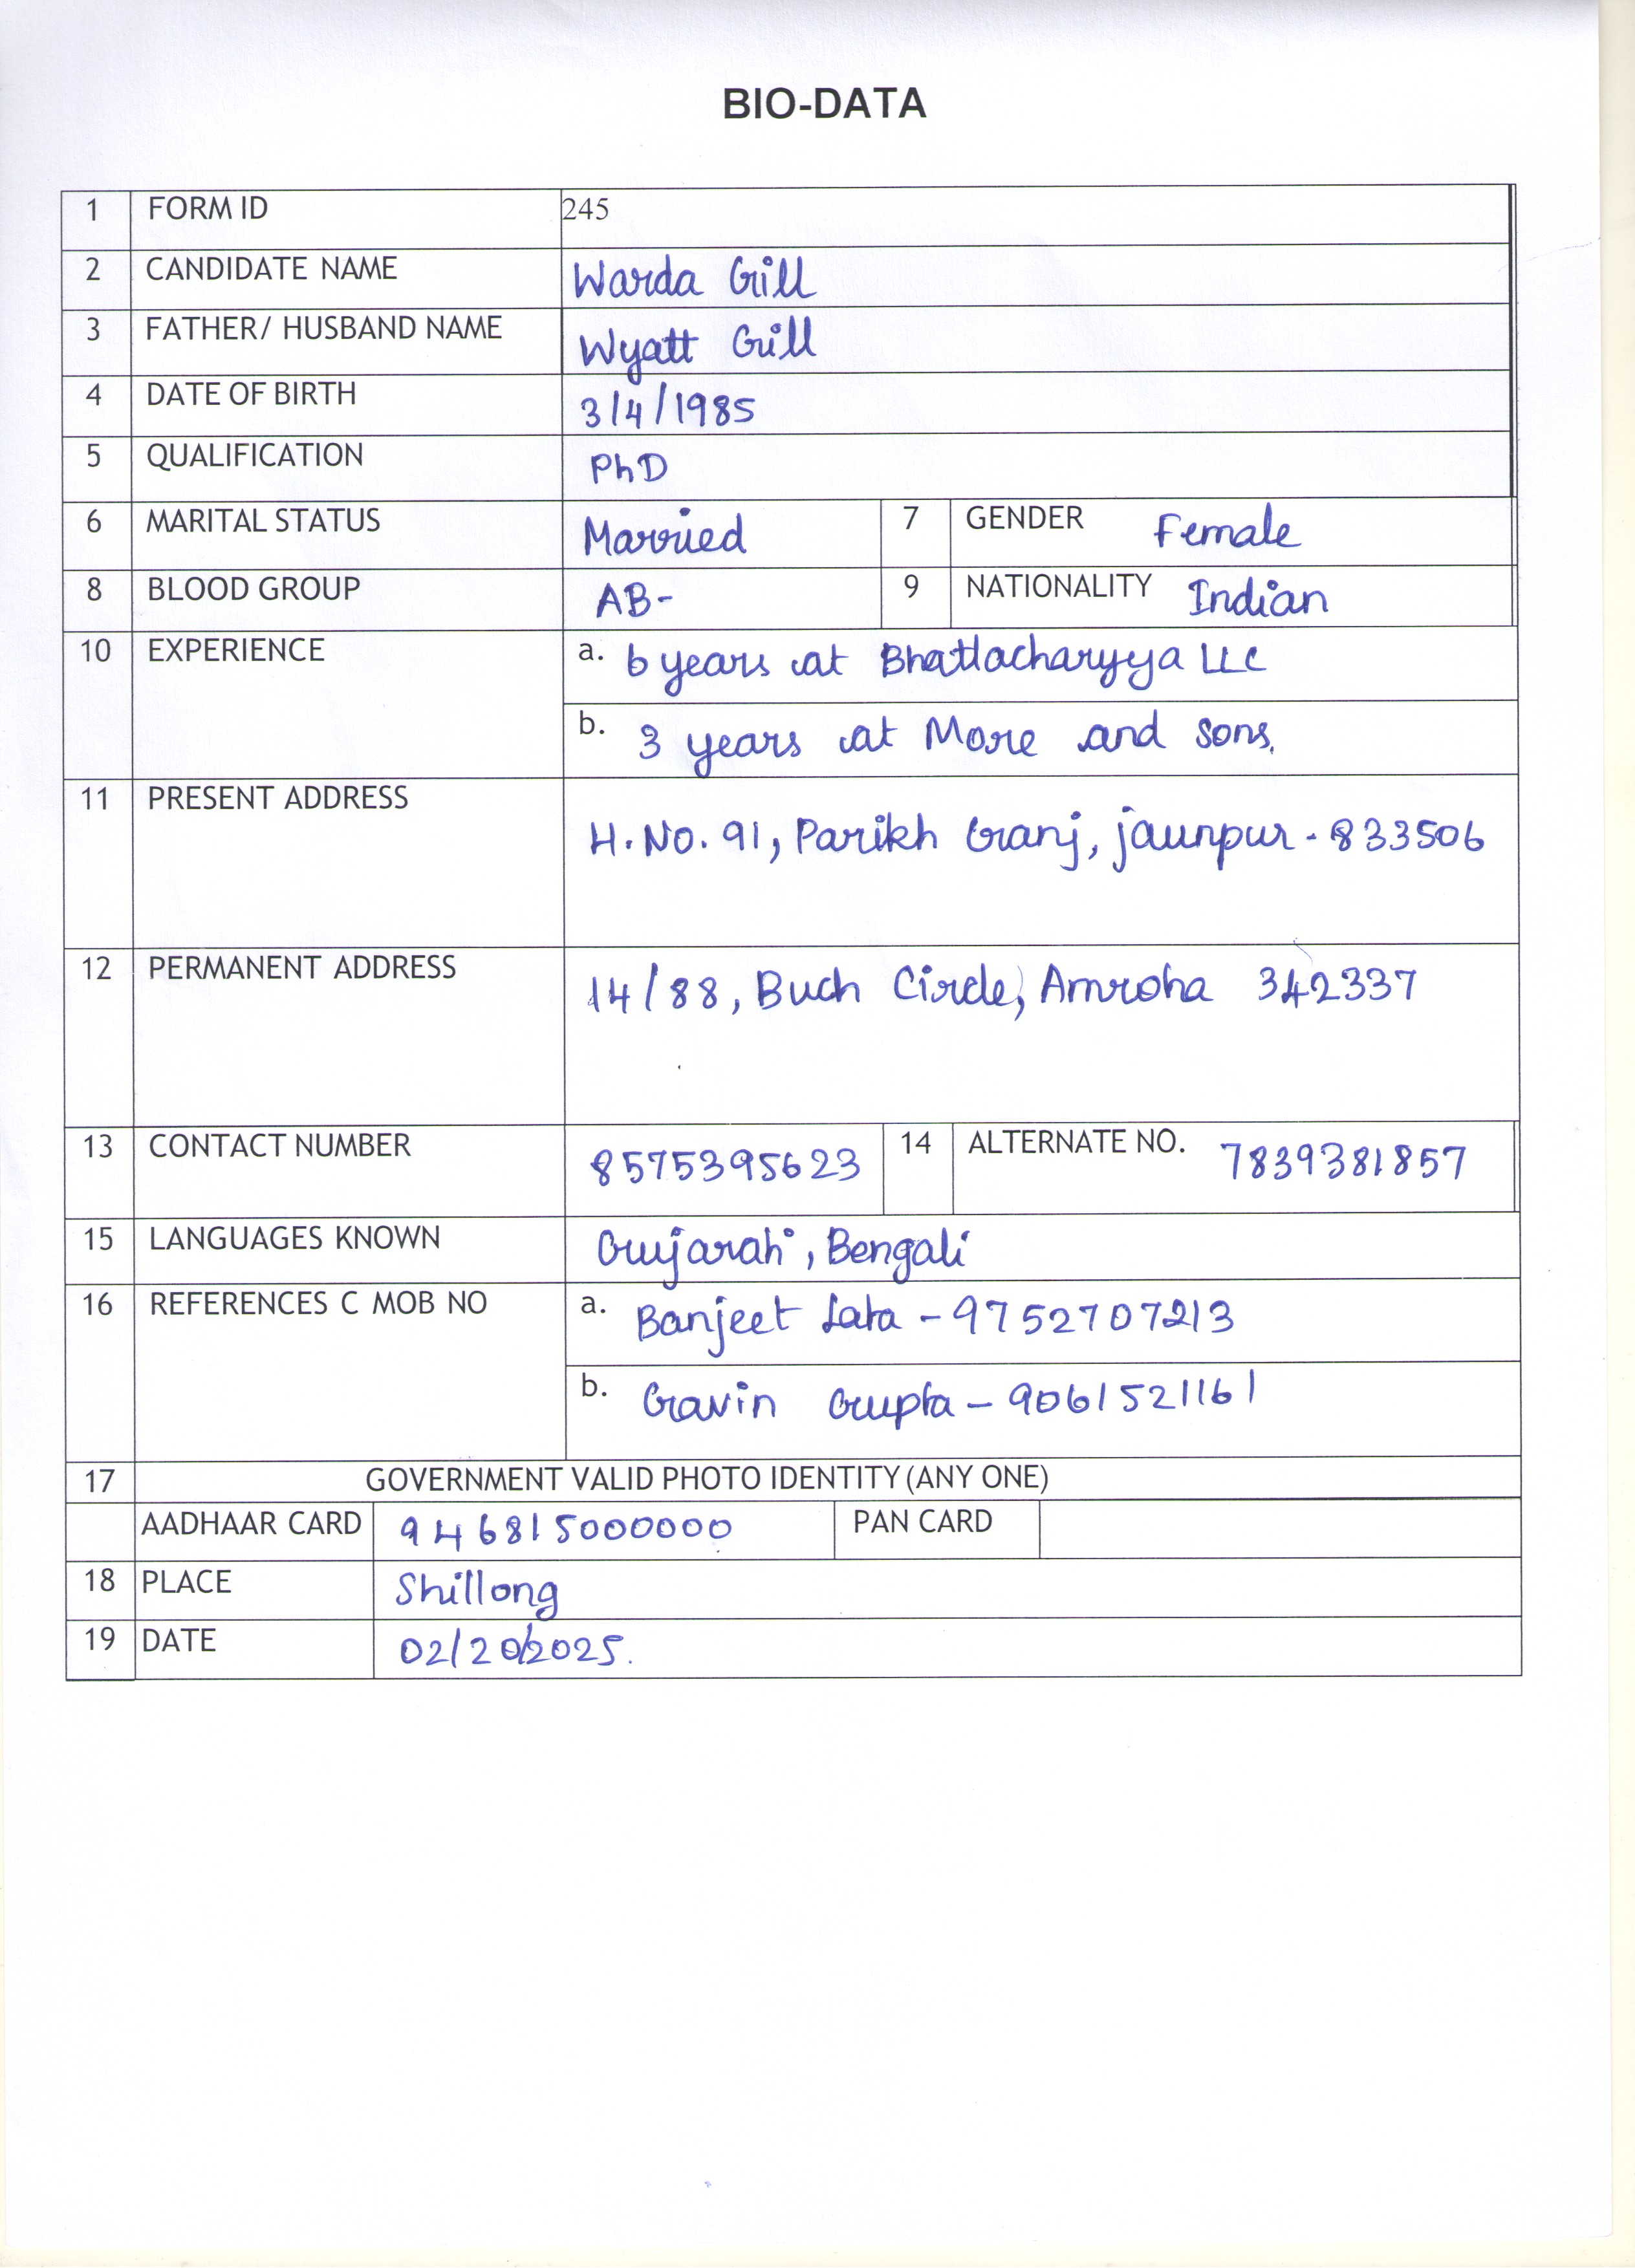 BIO-DATA
1 FORM ID 245
2 CANDIDATE NAME Warda Gill
3 FATHER/ HUSBAND NAME Wyatt Gill
4 DATE OF BIRTH 3/4/1985
5 QUALIFICATION PhD
6 MARITAL STATUS Married 7 GENDER Female
8 BLOOD GROUP AB- 9 NATIONALITY Indian
10 EXPERIENCE a. 6 years at Bhattacharyya LLC
b. 3 years at More and Sons.
11 PRESENT ADDRESS
H.No. 91, Parikh Ganj, jaunpur - 833506
12 PERMANENT ADDRESS 14/88, Buch Circle, Amroha 342337
13 CONTACT NUMBER 8575395623 14 ALTERNATE NO. 7839381857
15 LANGUAGES KNOWN Gujarati, Bengali
16 REFERENCES C MOB NO a. Banjeet Lata - 9752707213
b. Gavin Gupta - 9061521161
17 GOVERNMENT VALID PHOTO IDENTITY (ANY ONE)
AADHAAR CARD 946815000000 PAN CARD
18 PLACE Shillong
19 DATE 02/20/2025.